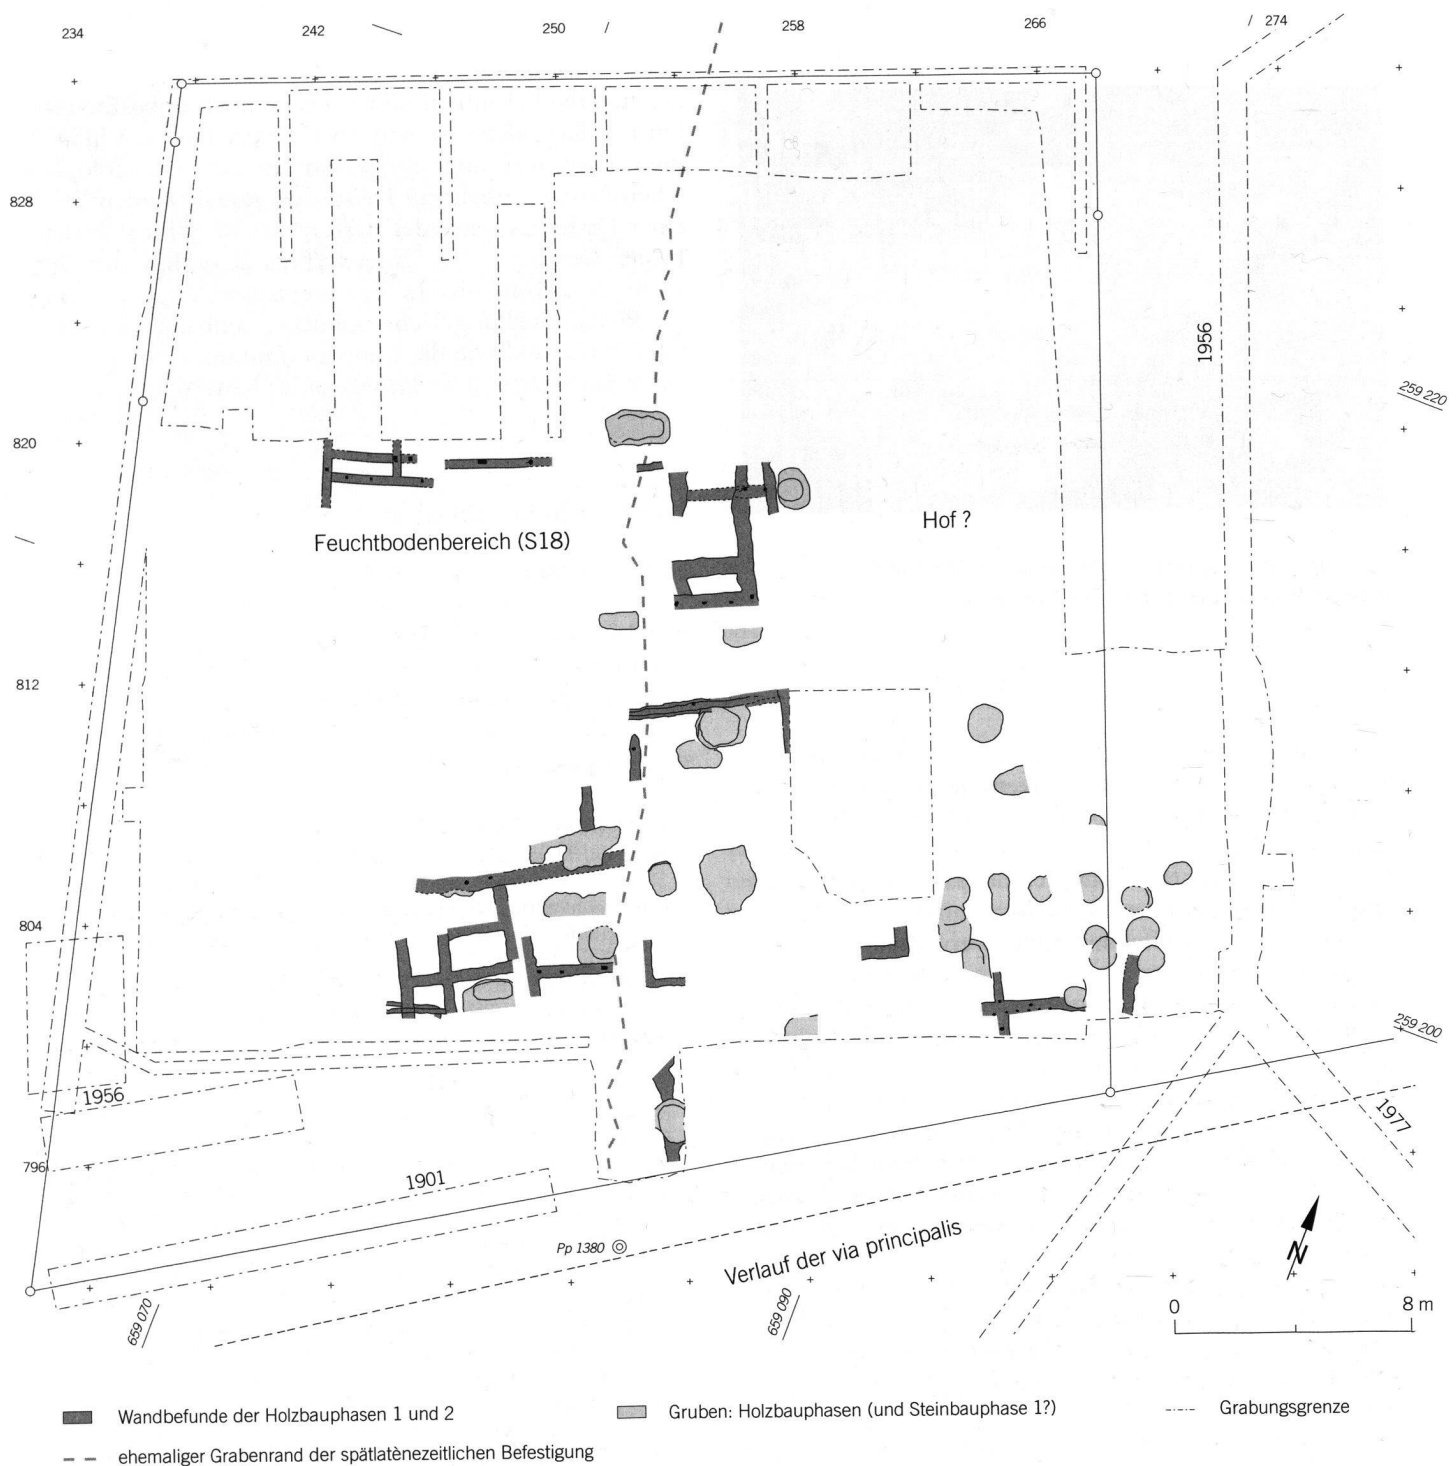 234 242 250 258 266 274
828
1956
259 220
820
Hof ?
Feuchtbodenbereich (S18)
812
804
259 200
1956
1977
796
1901
Pp 1380
Verlauf der via principalis
N
659 070
659 090
0 8 m
Wandbefunde der Holzbauphasen 1 und 2
Gruben: Holzbauphasen (und Steinbauphase 1?)
Grabungsgrenze
ehemaliger Grabenrand der spätlatènezeitlichen Befestigung